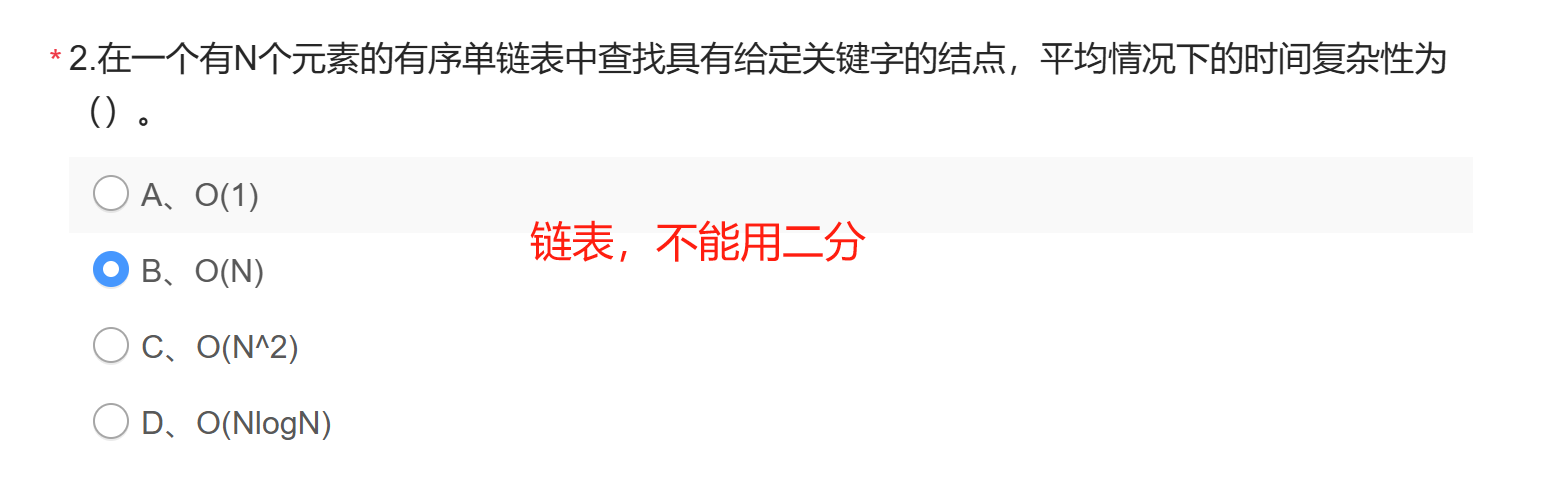 * 2.在一个有N个元素的有序单链表中查找具有给定关键字的结点，平均情况下的时间复杂性为
（）。
A、O(1)
链表，不能用二分
B、O(N)
C、O(N^2)
D、O(NlogN)